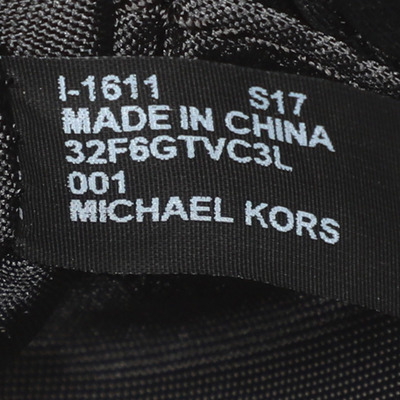 I-1611 S17
MADE IN CHINA
32F6GTVC3L
001
MICHAEL KORS